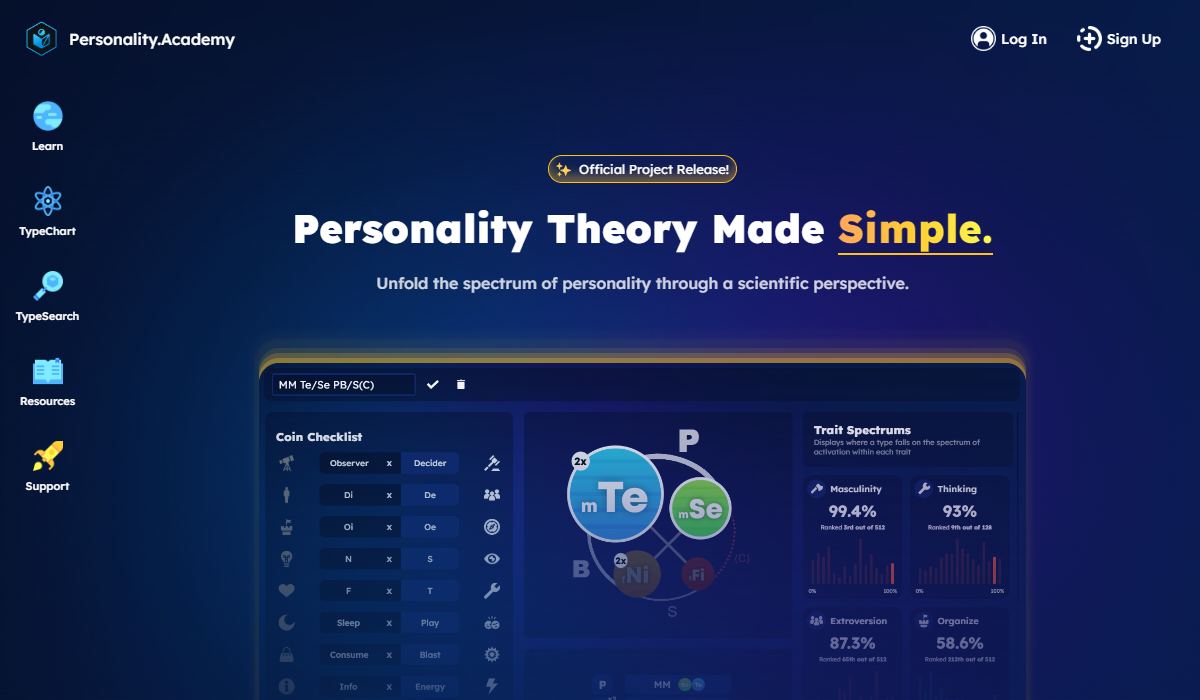 Personality.Academy
Log In
Sign Up
Learn
TypeChart
TypeSearch
Resources
Support
Official Project Release!
Personality Theory Made Simple.
Unfold the spectrum of personality through a scientific perspective.
MM Te/Se PB/S(C)
Coin Checklist
Observer x Decider
Di x De
Oi x Oe
N x S
F x T
Sleep x Play
Consume x Blast
Info x Energy
P
2x
mTe
mSe
B
2x
fNi
fFi
(C)
S
P
x2
MM
Se Te
Trait Spectrums
Displays where a type falls on the spectrum of
activation within each trait
Masculinity
99.4%
Ranked 3rd out of 512
0% 100%
Thinking
93%
Ranked 9th out of 128
0% 100%
Extroversion
87.3%
Ranked 65th out of 512
Organize
58.6%
Ranked 212th out of 512